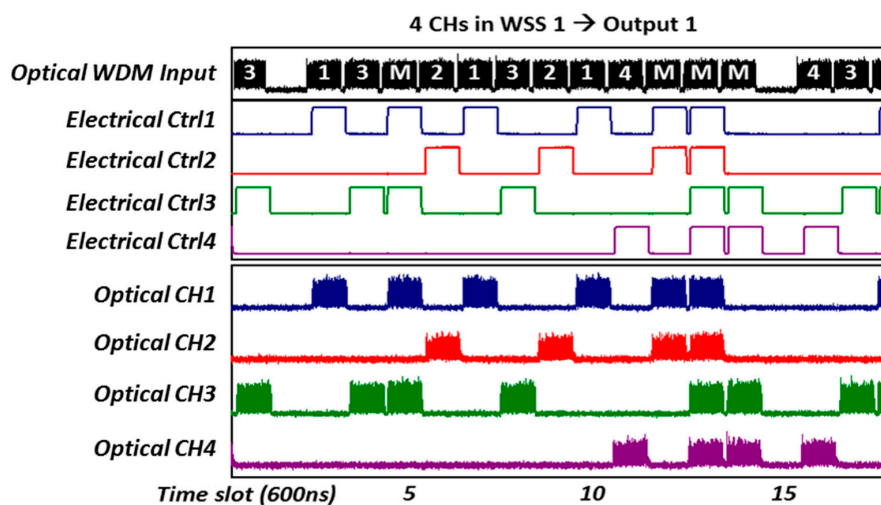 4 CHs in WSS 1 → Output 1
Optical WDM Input 3 1 3 M 2 1 3 2 1 4 M M M 4 3
Electrical Ctrl1
Electrical Ctrl2
Electrical Ctrl3
Electrical Ctrl4
Optical CH1
Optical CH2
Optical CH3
Optical CH4
Time slot (600ns) 5 10 15